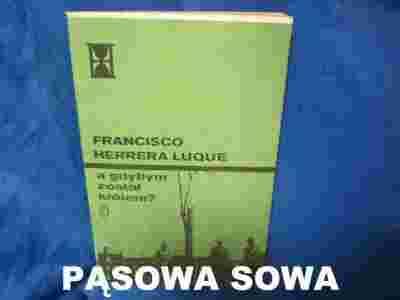 FRANCISCO
HERRERA LUQUE
a gdybym
został
królem?
PĄSOWA SOWA